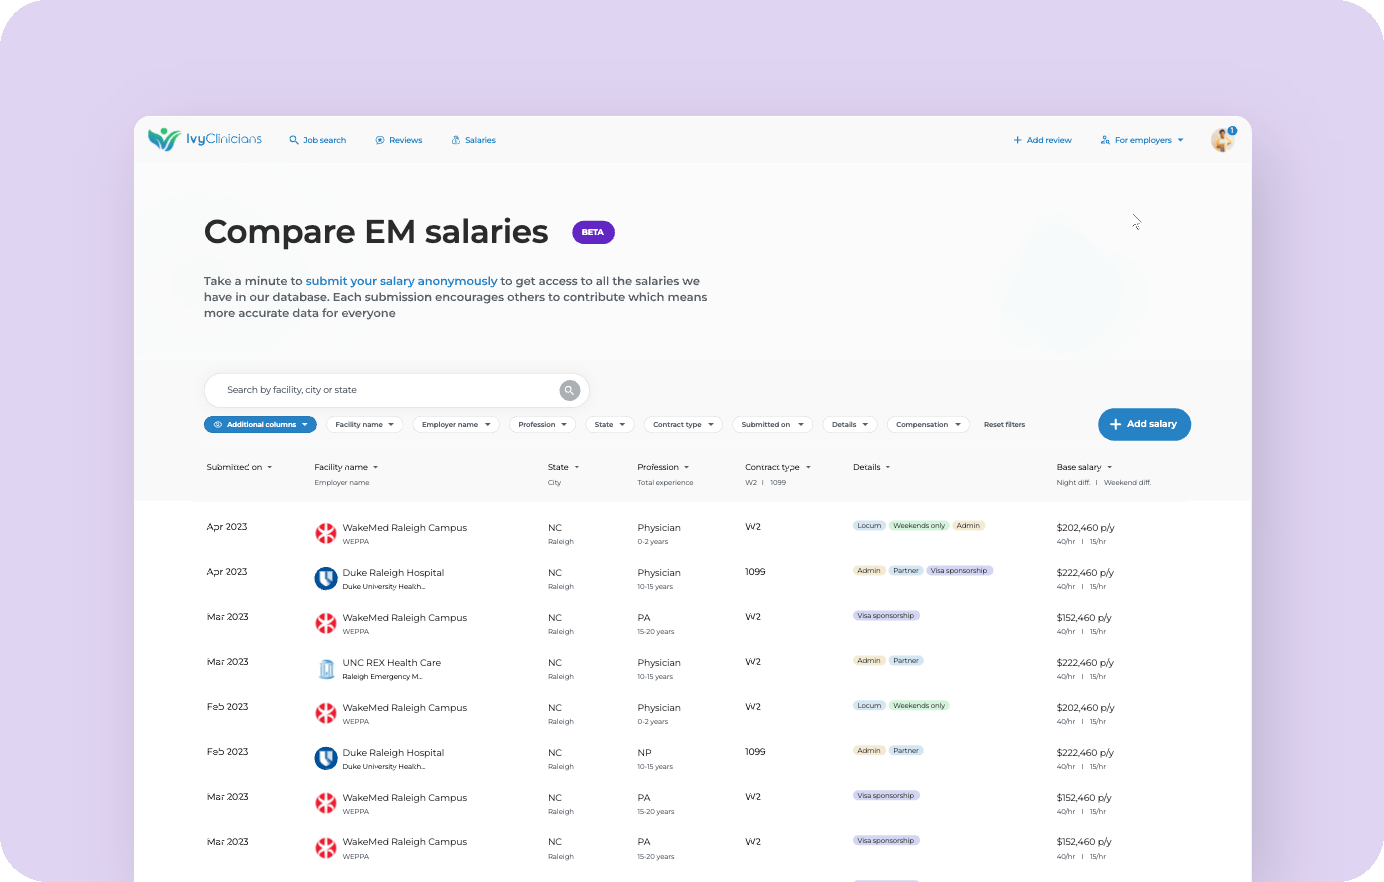 IvyClinicians Job search Reviews Salaries + Add review For employers 1
Compare EM salaries BETA
Take a minute to submit your salary anonymously to get access to all the salaries we
have in our database. Each submission encourages others to contribute which means
more accurate data for everyone
Search by facility, city or state
Additional columns Facility name Employer name Profession State Contract type Submitted on Details Compensation Reset filters
+ Add salary
Submitted on Facility name State Profession Contract type Details Base salary
Employer name City Total experience W2 | 1099 Night diff. | Weekend diff.
Apr 2023 WakeMed Raleigh Campus NC Physician W2 Locum Weekends only Admin $202,460 p/y
WEPPA Raleigh 0-2 years 40/hr | 15/hr
Apr 2023 Duke Raleigh Hospital NC Physician 1099 Admin Partner Visa sponsorship $222,460 p/y
Duke University Healh... Raleigh 10-15 years 40/hr | 15/hr
Mar 2023 WakeMed Raleigh Campus NC PA W2 Visa sponsorship $152,460 p/y
WEPPA Raleigh 15-20 years 40/hr | 15/hr
Mar 2023 UNC REX Health Care NC Physician W2 Admin Partner $222,460 p/y
Raleigh Emergency M... Raleigh 10-15 years 40/hr | 15/hr
Feb 2023 WakeMed Raleigh Campus NC Physician W2 Locum Weekends only $202,460 p/y
WEPPA Raleigh 0-2 years 40/hr | 15/hr
Feb 2023 Duke Raleigh Hospital NC NP 1099 Admin Partner $222,460 p/y
Duke University Healh... Raleigh 10-15 years 40/hr | 15/hr
Mar 2023 WakeMed Raleigh Campus NC PA W2 Visa sponsorship $152,460 p/y
WEPPA Raleigh 15-20 years 40/hr | 15/hr
Mar 2023 WakeMed Raleigh Campus NC PA W2 Visa sponsorship $152,460 p/y
WEPPA Raleigh 15-20 years 40/hr | 15/hr